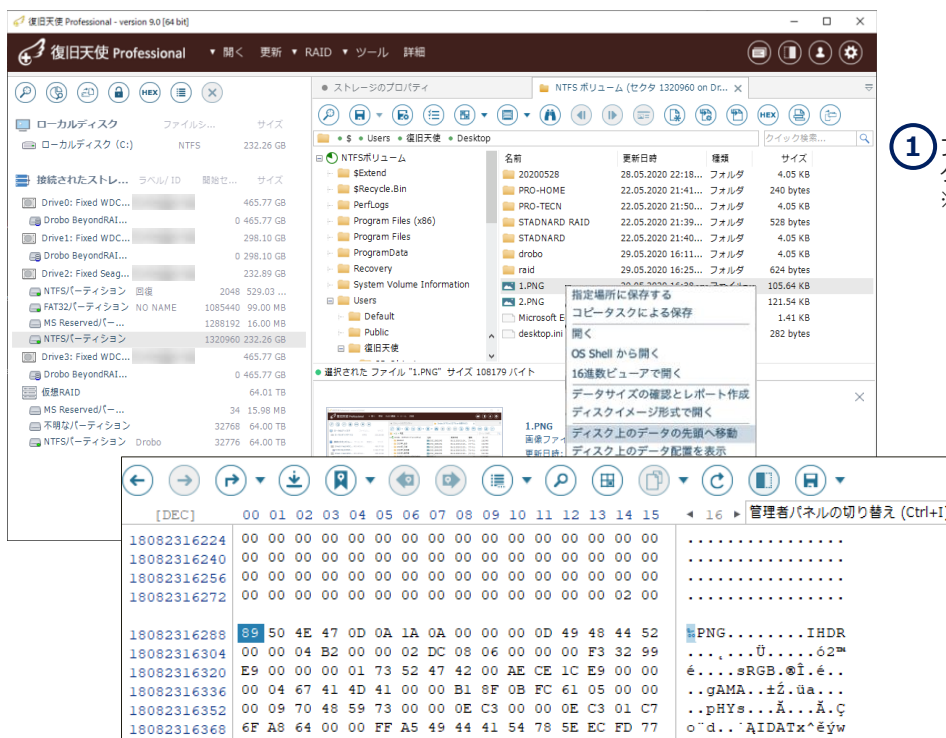 復旧天使 Professional - version 9.0 [64 bit]
復旧天使 Professional ▼ 開く 更新 ▼ RAID ▼ ツール 詳細
● ストレージのプロパティ
NTFS ボリューム (セクタ 1320960 on Dr... ×
HEX
HEX
● $ ● Users ● 復旧天使 ● Desktop
クイック検索...
ローカルディスク ファイルシ... サイズ
ローカルディスク (C:) NTFS 232.26 GB
接続されたストレ... ラベル/ ID 開始セ... サイズ
Drive0: Fixed WDC... 465.77 GB
Drobo BeyondRAI... 0 465.77 GB
Drive1: Fixed WDC... 298.10 GB
Drobo BeyondRAI... 0 298.10 GB
Drive2: Fixed Seag... 232.89 GB
NTFSパーティション 回復 2048 529.03 ...
FAT32パーティション NO NAME 1085440 99.00 MB
MS Reservedパー... 1288192 16.00 MB
NTFSパーティション 1320960 232.26 GB
Drive3: Fixed WDC... 465.77 GB
Drobo BeyondRAI... 0 465.77 GB
仮想RAID 64.01 TB
MS Reservedパー... 34 15.98 MB
不明なパーティション 32768 64.00 TB
NTFSパーティション Drobo 32776 64.00 TB
NTFSボリューム
$Extend
$Recycle.Bin
PerfLogs
Program Files (x86)
Program Files
ProgramData
Recovery
System Volume Information
Users
Default
Public
復旧天使
名前 更新日時 種類 サイズ
20200528 28.05.2020 22:18... フォルダ 4.05 KB
PRO-HOME 22.05.2020 21:41... フォルダ 240 bytes
PRO-TECN 22.05.2020 21:50... フォルダ 4.05 KB
STADNARD RAID 22.05.2020 21:39... フォルダ 528 bytes
STADNARD 22.05.2020 21:40... フォルダ 4.05 KB
drobo 29.05.2020 16:11... フォルダ 4.05 KB
raid 29.05.2020 16:25... フォルダ 624 bytes
1.PNG 105.64 KB
2.PNG 121.54 KB
Microsoft E 1.41 KB
desktop.ini 282 bytes
指定場所に保存する
コピータスクによる保存
開く
OS Shell から開く
16進数ビューアで開く
データサイズの確認とレポート作成
ディスクイメージ形式で開く
ディスク上のデータの先頭へ移動
ディスク上のデータ配置を表示
● 選択された ファイル "1.PNG" サイズ 108179 バイト
1.PNG
画像ファイ
更新日時:
1
[DEC] 00 01 02 03 04 05 06 07 08 09 10 11 12 13 14 15 ◄ 16 ► 管理者パネルの切り替え (Ctrl+I)
18082316224 00 00 00 00 00 00 00 00 00 00 00 00 00 00 00 00 ................
18082316240 00 00 00 00 00 00 00 00 00 00 00 00 00 00 00 00 ................
18082316256 00 00 00 00 00 00 00 00 00 00 00 00 00 00 00 00 ................
18082316272 00 00 00 00 00 00 00 00 00 00 00 00 00 00 02 00 ................
18082316288 89 50 4E 47 0D 0A 1A 0A 00 00 00 0D 49 48 44 52 ‰PNG........IHDR
18082316304 00 00 04 B2 00 00 02 DC 08 06 00 00 00 F3 32 99 ...˛...Ü.....ó2™
18082316320 E9 00 00 00 01 73 52 47 42 00 AE CE 1C E9 00 00 é....sRGB.®Î.é..
18082316336 00 04 67 41 4D 41 00 00 B1 8F 0B FC 61 05 00 00 ..gAMA..±Ź.üa...
18082316352 00 09 70 48 59 73 00 00 0E C3 00 00 0E C3 01 C7 ..pHYs...Ă...Ă.Ç
18082316368 6F A8 64 00 00 FF A5 49 44 41 54 78 5E EC FD 77 o¨d..˙ĄIDATx^ěýw